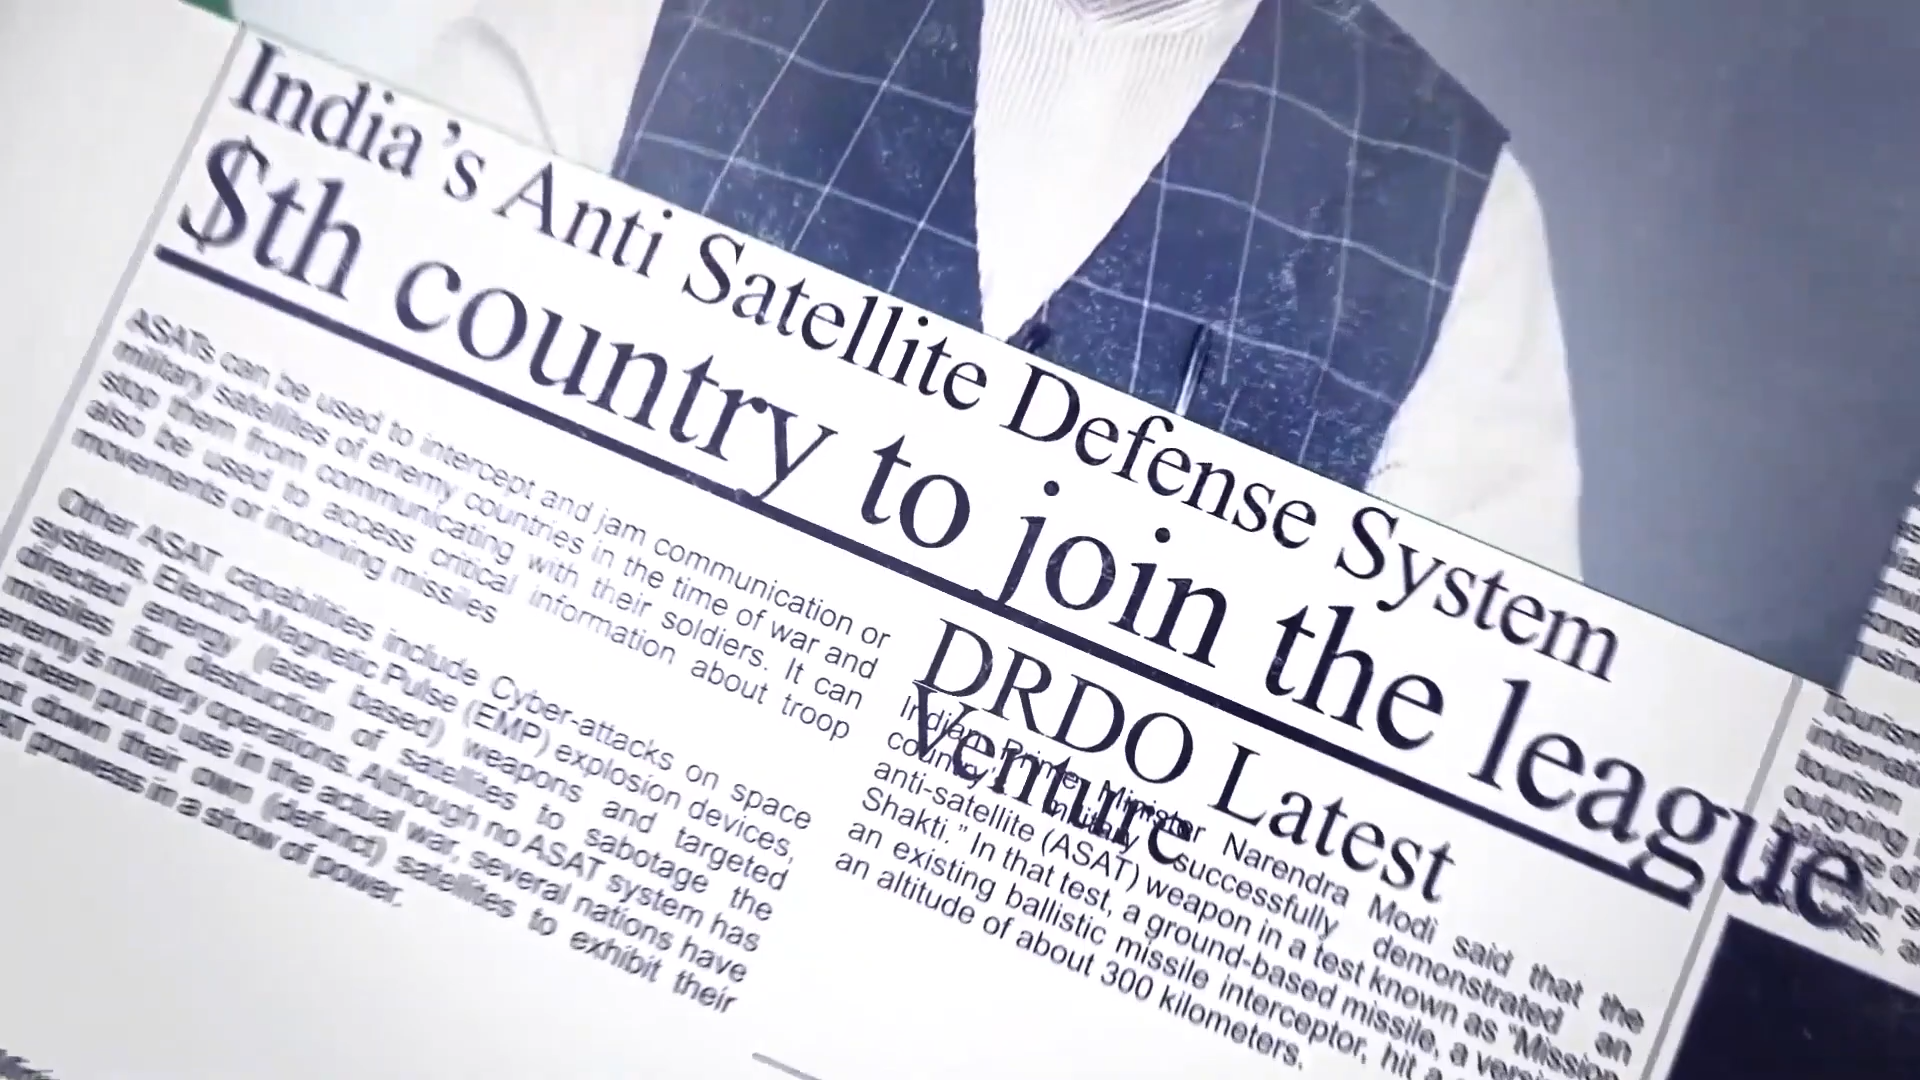 India's Anti Satellite Defense System
$th country to join the league
ASATs can be used to intercept and jam communication or
military satellites of enemy countries in the time of war and
stop them from communicating with their soldiers. It can
also be used to access critical information about troop
movements or incoming missiles
Other ASAT capabilities include Cyber-attacks on space
systems, Electro-Magnetic Pulse (EMP) explosion devices,
directed energy (laser based) weapons and targeted
missiles for destruction of satellites to sabotage the
enemy's military operations. Although no ASAT system has
been put to use in the actual war, several nations have
down their own (defunct) satellites to exhibit their
prowess in a show of power.
DRDO Latest
Venture
Indian Prime Minister Narendra Modi said that the
country military successfully demonstrated an
anti-satellite (ASAT) weapon in a test known as "Mission
Shakti." In that test, a ground-based missile, a
an existing ballistic missile interceptor, hit a
an altitude of about 300 kilometers.
Tourism
tourism
outgoing